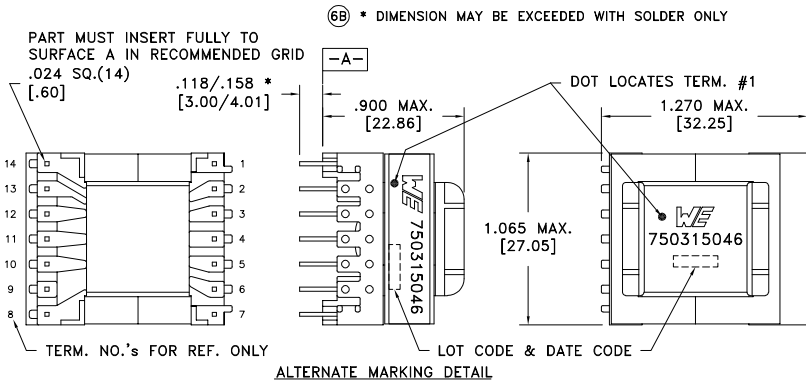 6B * DIMENSION MAY BE EXCEEDED WITH SOLDER ONLY
PART MUST INSERT FULLY TO
SURFACE A IN RECOMMENDED GRID
.024 SQ.(14)
[.60]
.118/.158 *
[3.00/4.01]
-A-
.900 MAX.
[22.86]
DOT LOCATES TERM. #1
1.270 MAX.
[32.25]
14
13
12
11
10
9
8
1
2
3
4
5
6
7
WE
750315046
1.065 MAX.
[27.05]
WE
750315046
TERM. NO.'s FOR REF. ONLY
LOT CODE & DATE CODE
ALTERNATE MARKING DETAIL